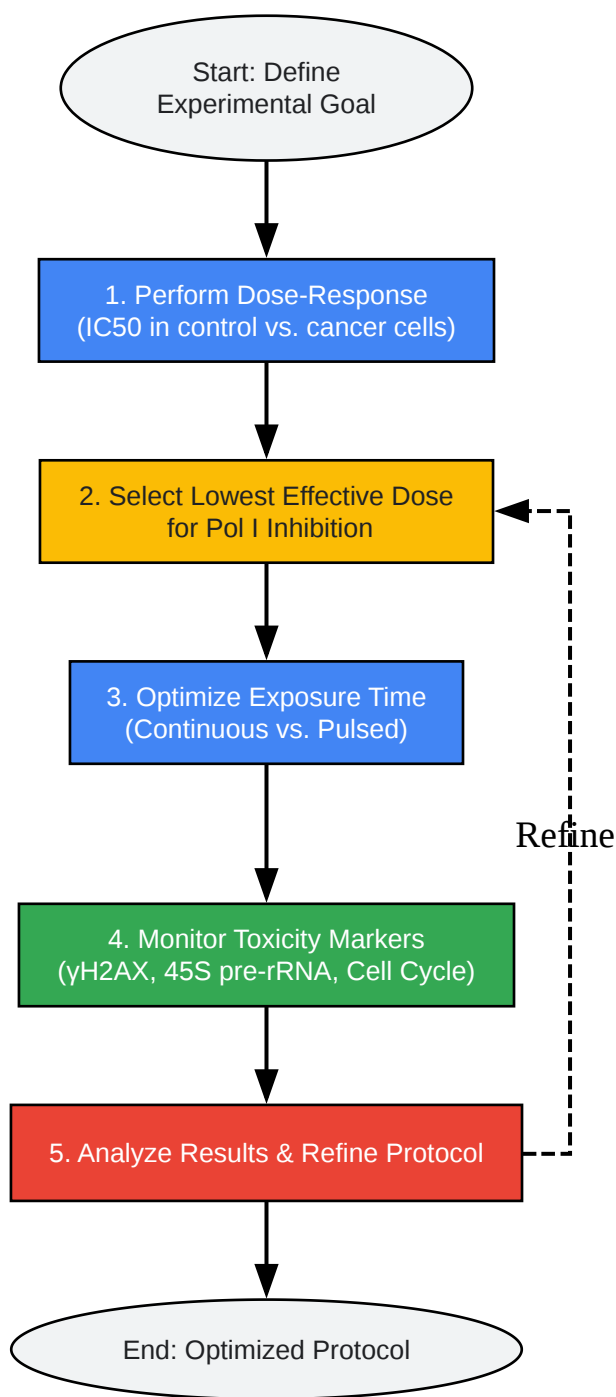 Start: Define
Experimental Goal
1. Perform Dose-Response
(IC50 in control vs. cancer cells)
2. Select Lowest Effective Dose
for Pol I Inhibition
3. Optimize Exposure Time
(Continuous vs. Pulsed)
Refine
4. Monitor Toxicity Markers
(γH2AX, 45S pre-rRNA, Cell Cycle)
5. Analyze Results & Refine Protocol
End: Optimized Protocol